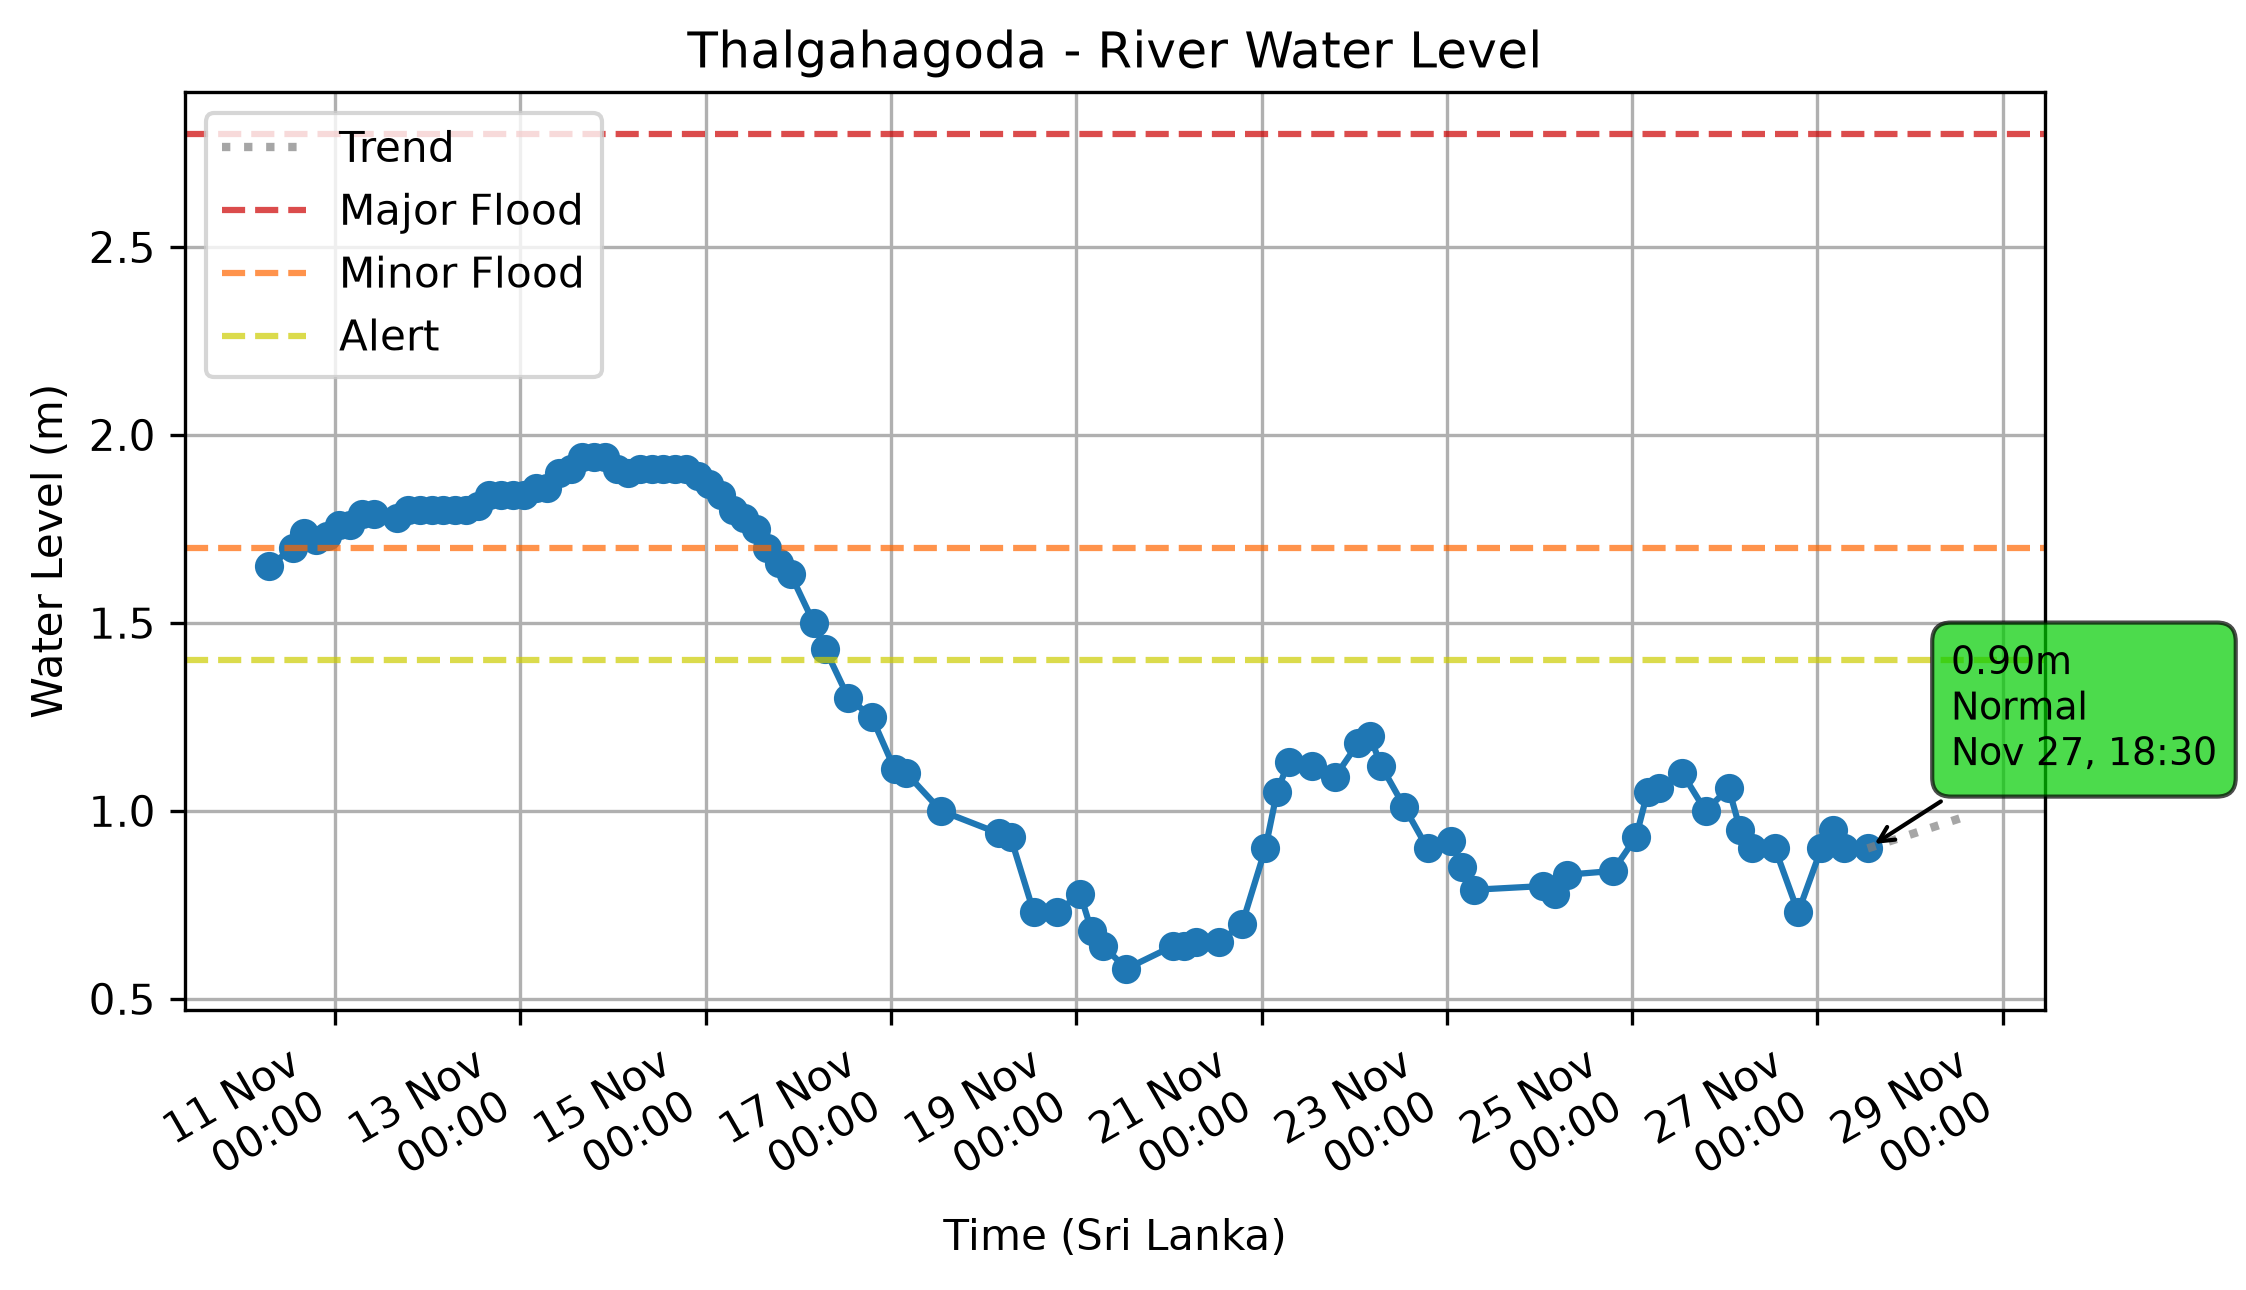 Thalgahagoda - River Water Level
Trend
Major Flood
Minor Flood
Alert
Water Level (m)
2.5
2.0
1.5
1.0
0.5
0.90m
Normal
Nov 27, 18:30
11 Nov
00:00
13 Nov
00:00
15 Nov
00:00
17 Nov
00:00
19 Nov
00:00
21 Nov
00:00
23 Nov
00:00
25 Nov
00:00
27 Nov
00:00
29 Nov
00:00
Time (Sri Lanka)